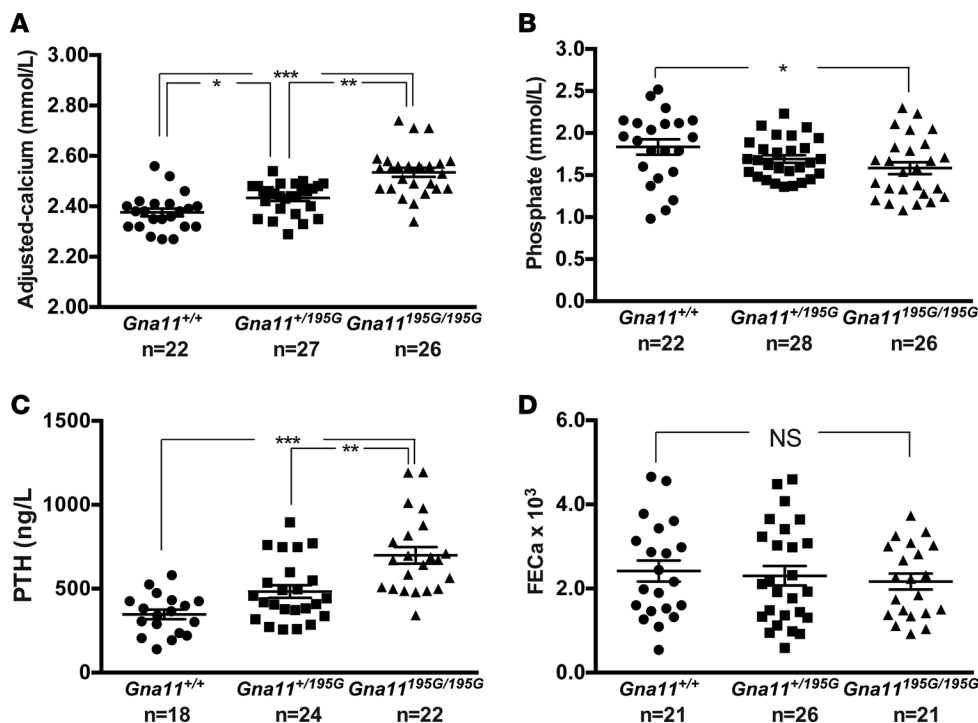 A
Adjusted-calcium (mmol/L)
3.00
2.80
2.60
2.40
2.20
2.00
***
*
**
Gna11+/+
Gna11+/195G
Gna11195G/195G
n=22
n=27
n=26
B
Phosphate (mmol/L)
3.0
2.5
2.0
1.5
1.0
0.5
0.0
*
Gna11+/+
Gna11+/195G
Gna11195G/195G
n=22
n=28
n=26
C
PTH (ng/L)
1500
1000
500
0
***
**
Gna11+/+
Gna11+/195G
Gna11195G/195G
n=18
n=24
n=22
D
FECa x 10³
6.0
4.0
2.0
0.0
NS
Gna11+/+
Gna11+/195G
Gna11195G/195G
n=21
n=26
n=21